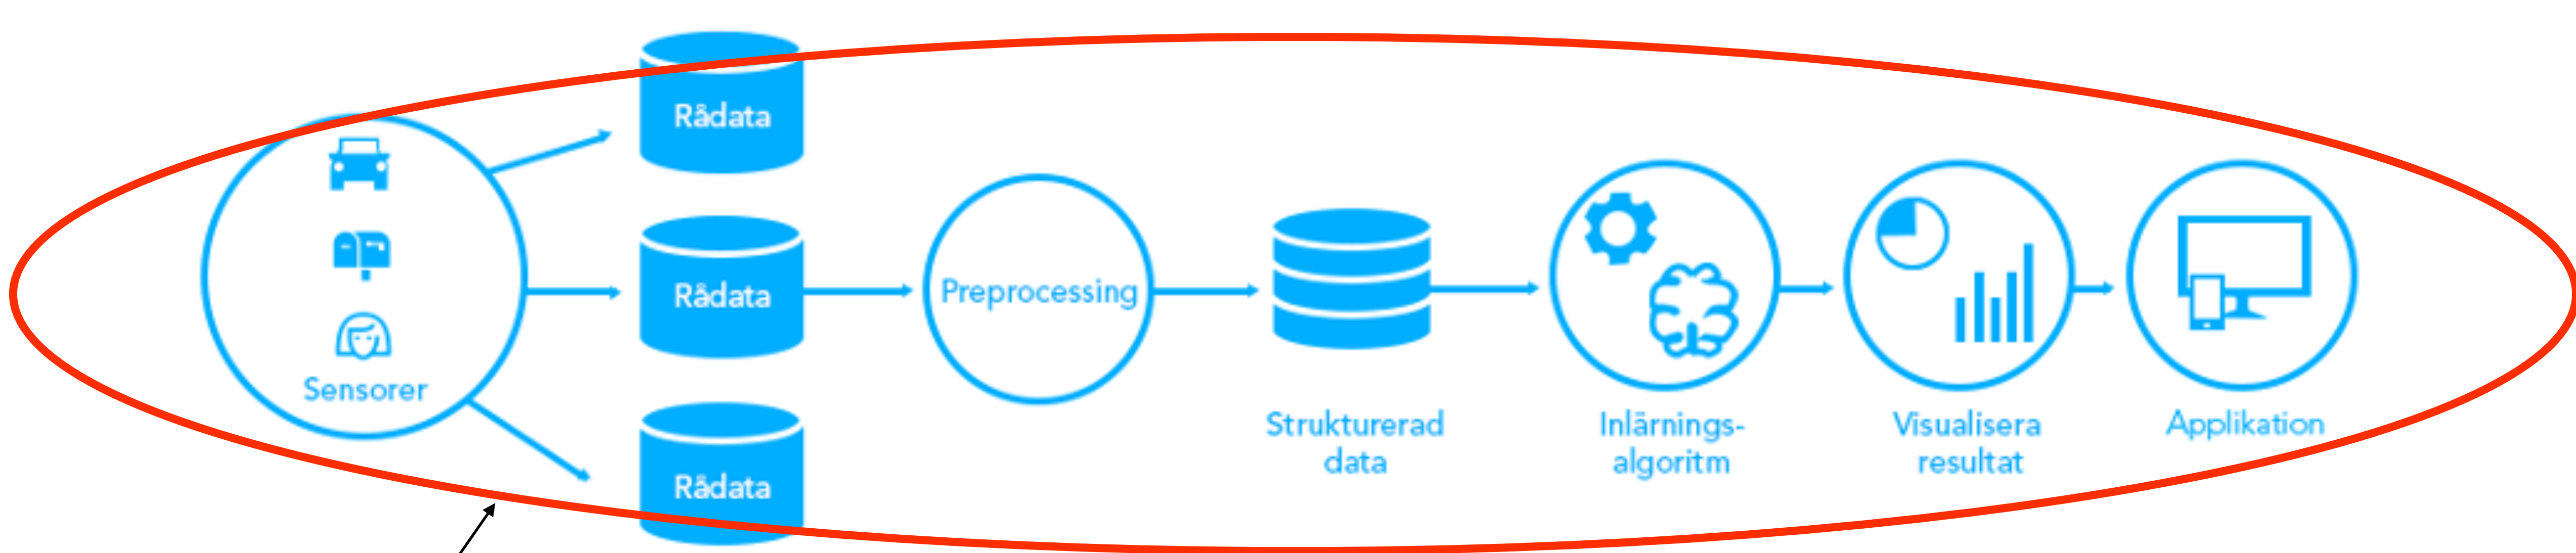 Rådata
Sensorer
Rådata
Rådata
Preprocessing
Strukturerad
data
Inlärnings-
algoritm
Visualisera
resultat
Applikation